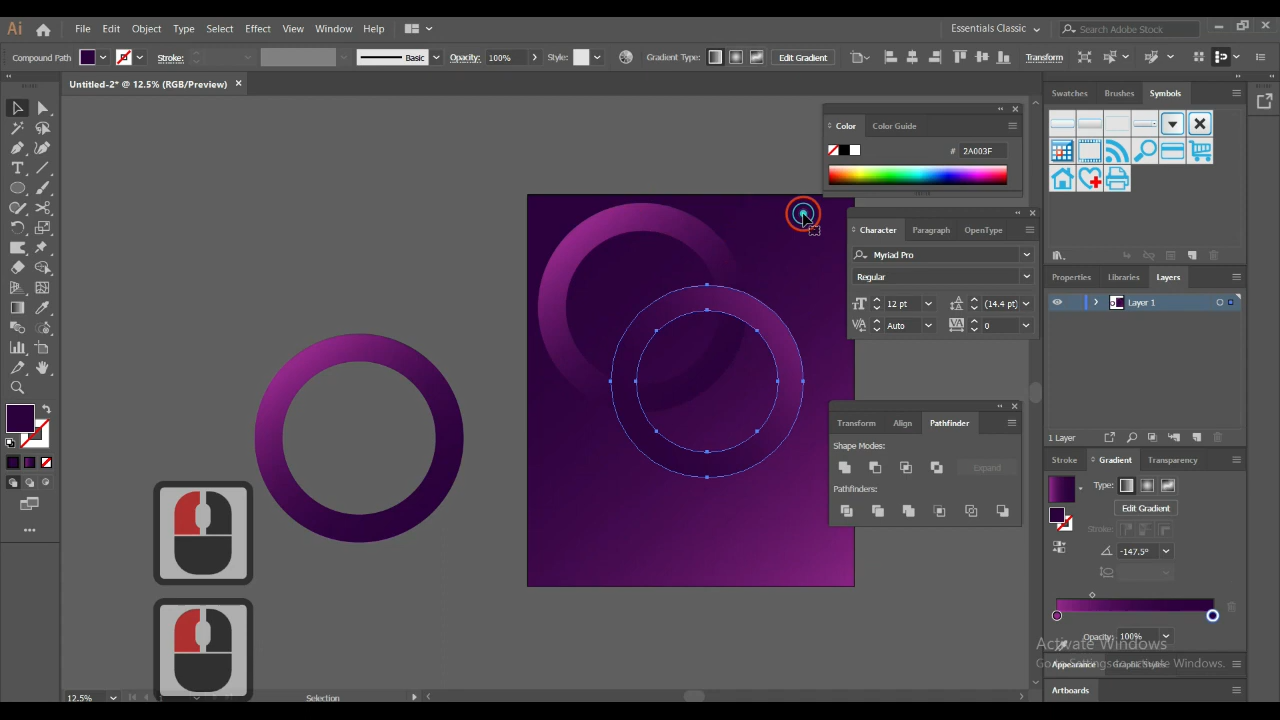 Ai File Edit Object Type Select Effect View Window Help Essentials Classic Search Adobe Stock
Compound Path Stroke: Basic Opacity: 100% Style: Gradient Type: Edit Gradient Transform
Untitled-2* @ 12.5% (RGB/Preview) ×
Swatches Brushes Symbols
Color Color Guide
# 2A003F
Character Paragraph OpenType
Myriad Pro
Regular
12 pt (14.4 pt)
Auto 0
Properties Libraries Layers
Layer 1
Transform Align Pathfinder
Shape Modes:
Expand
Pathfinders:
1 Layer
Stroke Gradient Transparency
Type:
Edit Gradient
Stroke:
-147.5°
Opacity: 100%
Activate Windows
Go to Settings to activate Windows.
Appearance Graphic Styles
Artboards
12.5% 1 Selection